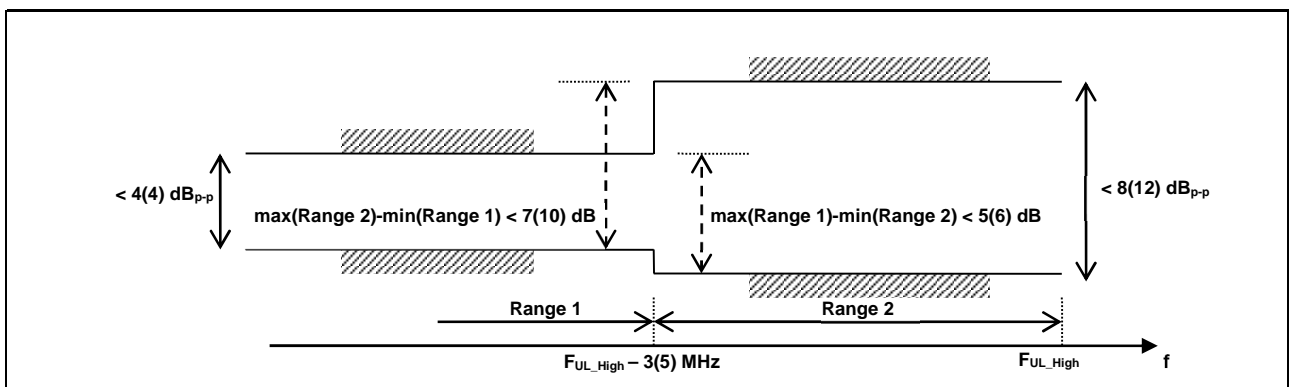 < 4(4) dBp-p
max(Range 2)-min(Range 1) < 7(10) dB
max(Range 1)-min(Range 2) < 5(6) dB
< 8(12) dBp-p
Range 1
Range 2
FUL_High – 3(5) MHz
FUL_High
f